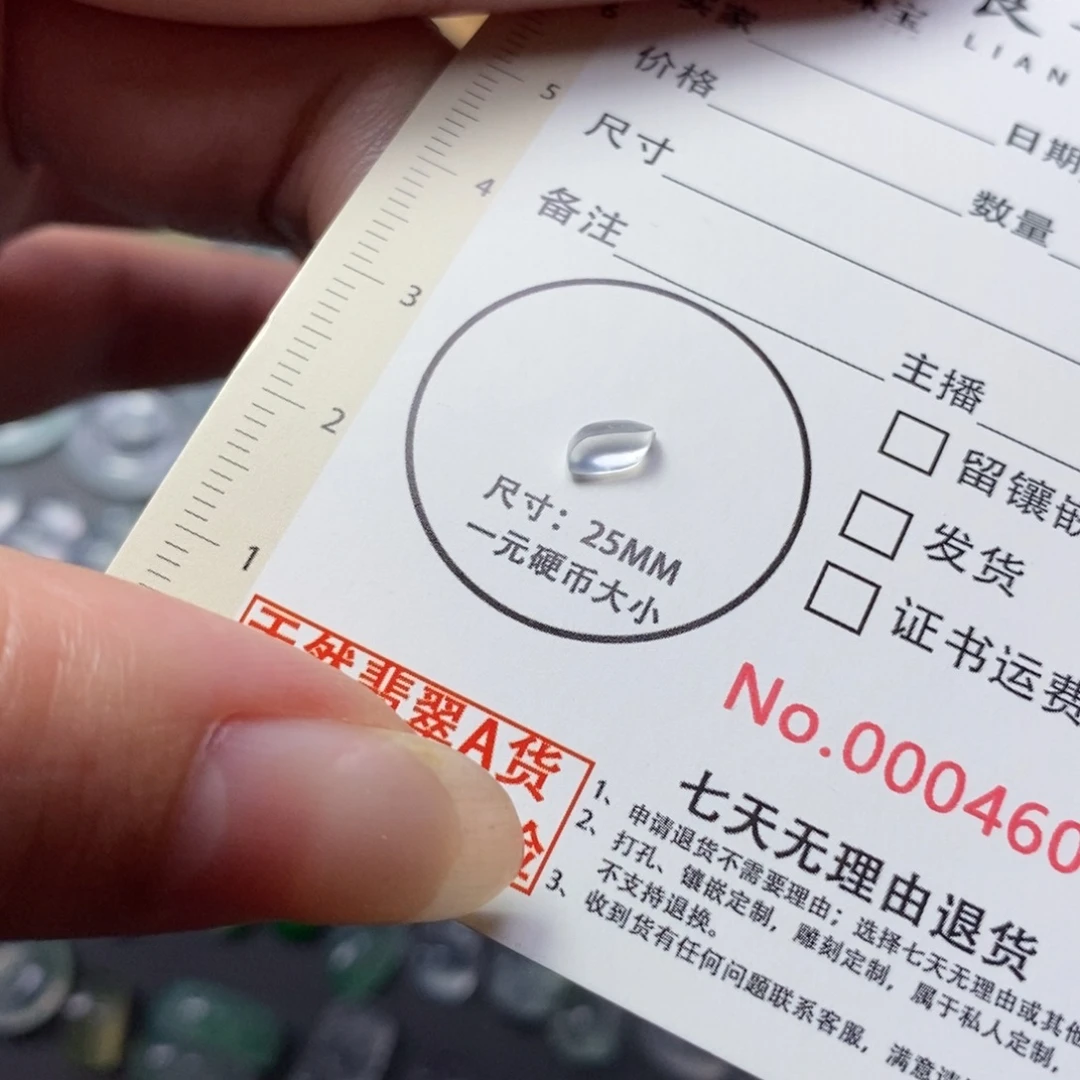 LIAN
价格
日期
尺寸
数量
备注
主播
留镶嵌
发货
证书运费
尺寸：25MM
一元硬币大小
5
4
3
2
1
天然翡翠A货
No.000460
七天无理由退货
1、申请退货不需要理由；选择七天无理由或其他
2、打孔、镶嵌定制，雕刻定制，属于私人定制，
不支持退换。
3、收到货有任何问题联系客服，满意